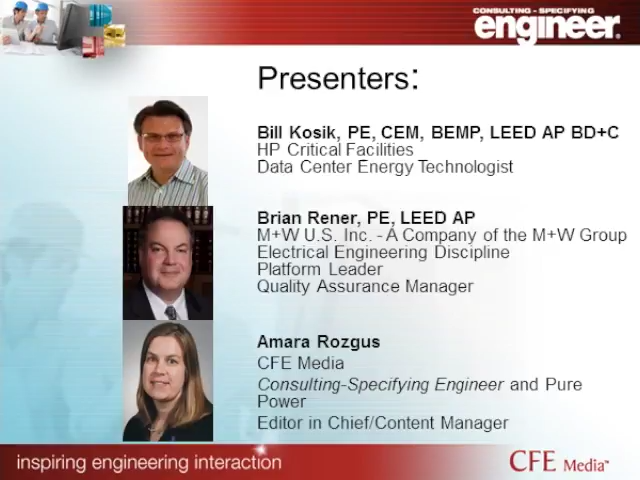 CONSULTING - SPECIFYING
engineer.
Presenters:
Bill Kosik, PE, CEM, BEMP, LEED AP BD+C
HP Critical Facilities
Data Center Energy Technologist
Brian Rener, PE, LEED AP
M+W U.S. Inc. - A Company of the M+W Group
Electrical Engineering Discipline
Platform Leader
Quality Assurance Manager
Amara Rozgus
CFE Media
Consulting-Specifying Engineer and Pure
Power
Editor in Chief/Content Manager
inspiring engineering interaction
CFE Media™